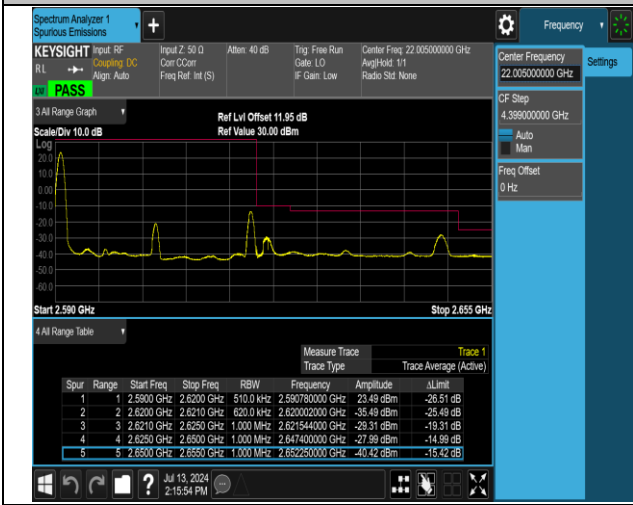 Spectrum Analyzer 1
Spurious Emissions
Frequency
KEYSIGHT Input: RF Input Z: 50 Ω Atten: 40 dB Trig: Free Run Center Freq: 22.005000000 GHz
RL Coupling: DC Corr CCorr Gate: LO Avg|Hold: 1/1
Align: Auto Freq Ref: Int (S) IF Gain: Low Radio Std: None
PASS
Center Frequency
22.005000000 GHz
Settings
CF Step
4.399000000 GHz
Auto
Man
Freq Offset
0 Hz
3 All Range Graph
Ref Lvl Offset 11.95 dB
Scale/Div 10.0 dB Ref Value 30.00 dBm
Log
20.0
10.0
0.00
-10.0
-20.0
-30.0
-40.0
-50.0
-60.0
Start 2.590 GHz Stop 2.655 GHz
4 All Range Table
Measure Trace Trace 1
Trace Type Trace Average (Active)
Spur Range Start Freq Stop Freq RBW Frequency Amplitude ΔLimit
1 1 2.5900 GHz 2.6200 GHz 510.0 kHz 2.590780000 GHz 23.49 dBm -26.51 dB
2 2 2.6200 GHz 2.6210 GHz 620.0 kHz 2.620002000 GHz -35.49 dBm -25.49 dB
3 3 2.6210 GHz 2.6250 GHz 1.000 MHz 2.621544000 GHz -29.31 dBm -19.31 dB
4 4 2.6250 GHz 2.6500 GHz 1.000 MHz 2.647400000 GHz -27.99 dBm -14.99 dB
5 5 2.6500 GHz 2.6550 GHz 1.000 MHz 2.652250000 GHz -40.42 dBm -15.42 dB
Jul 13, 2024
2:15:54 PM